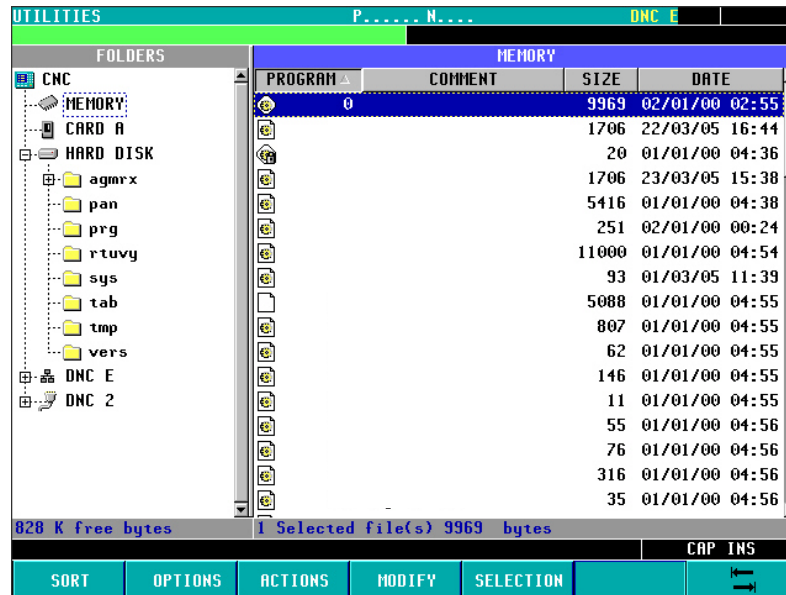 UTILITIES P...... N.... DNC E
FOLDERS MEMORY
CNC
MEMORY
CARD A
HARD DISK
agmrx
pan
prg
rtuvy
sys
tab
tmp
vers
DNC E
DNC 2
PROGRAM COMMENT SIZE DATE
0 9969 02/01/00 02:55
1706 22/03/05 16:44
20 01/01/00 04:36
1706 23/03/05 15:38
5416 01/01/00 04:38
251 02/01/00 00:24
11000 01/01/00 04:54
93 01/03/05 11:39
5088 01/01/00 04:55
807 01/01/00 04:55
62 01/01/00 04:55
146 01/01/00 04:55
11 01/01/00 04:55
55 01/01/00 04:56
76 01/01/00 04:56
316 01/01/00 04:56
35 01/01/00 04:56
828 K free bytes 1 Selected file(s) 9969 bytes
CAP INS
SORT OPTIONS ACTIONS MODIFY SELECTION